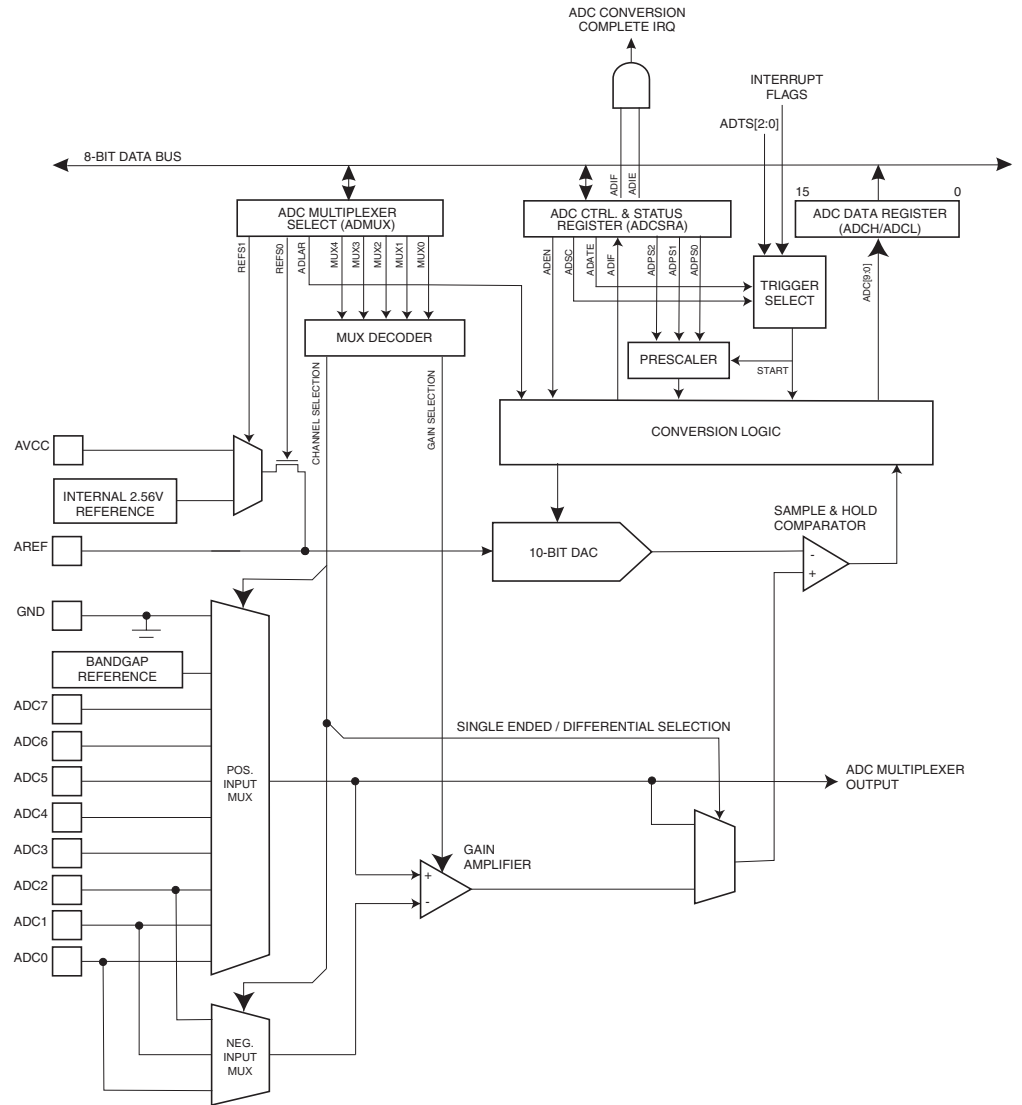 ADC CONVERSION
COMPLETE IRQ
INTERRUPT
FLAGS
ADTS[2:0]
8-BIT DATA BUS
ADIF
ADIE
15
0
ADC MULTIPLEXER
SELECT (ADMUX)
ADC CTRL. & STATUS
REGISTER (ADCSRA)
ADC DATA REGISTER
(ADCH/ADCL)
REFS1
REFS0
ADLAR
MUX4
MUX3
MUX2
MUX1
MUX0
ADEN
ADSC
ADATE
ADIF
ADPS2
ADPS1
ADPS0
ADC[9:0]
TRIGGER
SELECT
MUX DECODER
PRESCALER
START
CHANNEL SELECTION
GAIN SELECTION
CONVERSION LOGIC
AVCC
INTERNAL 2.56V
REFERENCE
SAMPLE & HOLD
COMPARATOR
AREF
10-BIT DAC
-
+
GND
BANDGAP
REFERENCE
ADC7
SINGLE ENDED / DIFFERENTIAL SELECTION
ADC6
ADC5
POS.
INPUT
MUX
ADC MULTIPLEXER
OUTPUT
ADC4
ADC3
GAIN
AMPLIFIER
+
-
ADC2
ADC1
ADC0
NEG.
INPUT
MUX